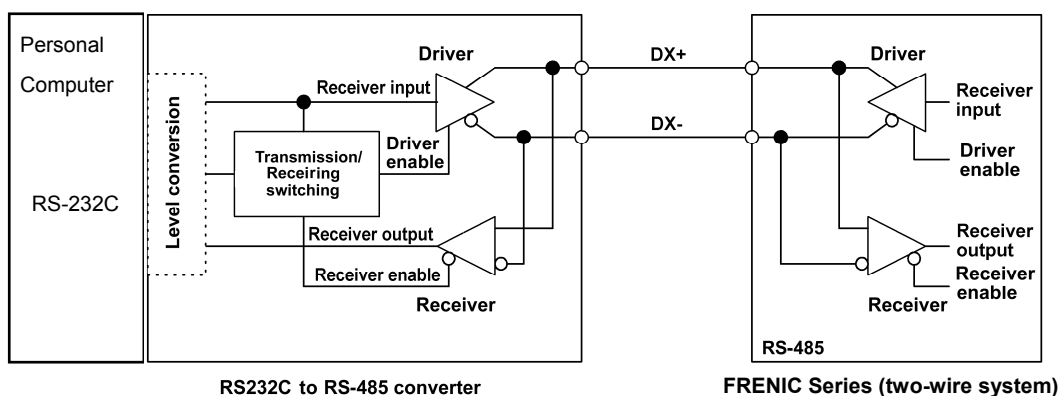 Personal
Computer
RS-232C
Level conversion
Receiver input
Driver
Transmission/
Receiring
switching
Driver
enable
Receiver output
Receiver enable
Receiver
RS232C to RS-485 converter
DX+
DX-
Driver
Receiver
input
Driver
enable
Receiver
output
Receiver
enable
Receiver
RS-485
FRENIC Series (two-wire system)